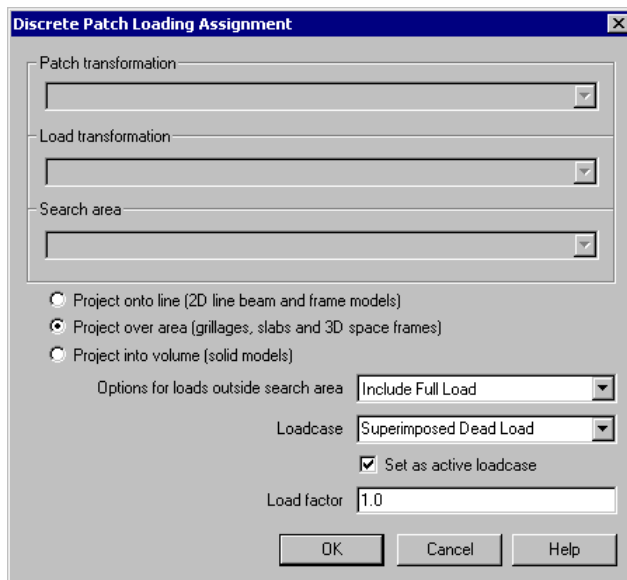 Discrete Patch Loading Assignment
Patch transformation
Load transformation
Search area
Project onto line (2D line beam and frame models)
Project over area (grillages, slabs and 3D space frames)
Project into volume (solid models)
Options for loads outside search area Include Full Load
Loadcase Superimposed Dead Load
Set as active loadcase
Load factor 1.0
OK Cancel Help